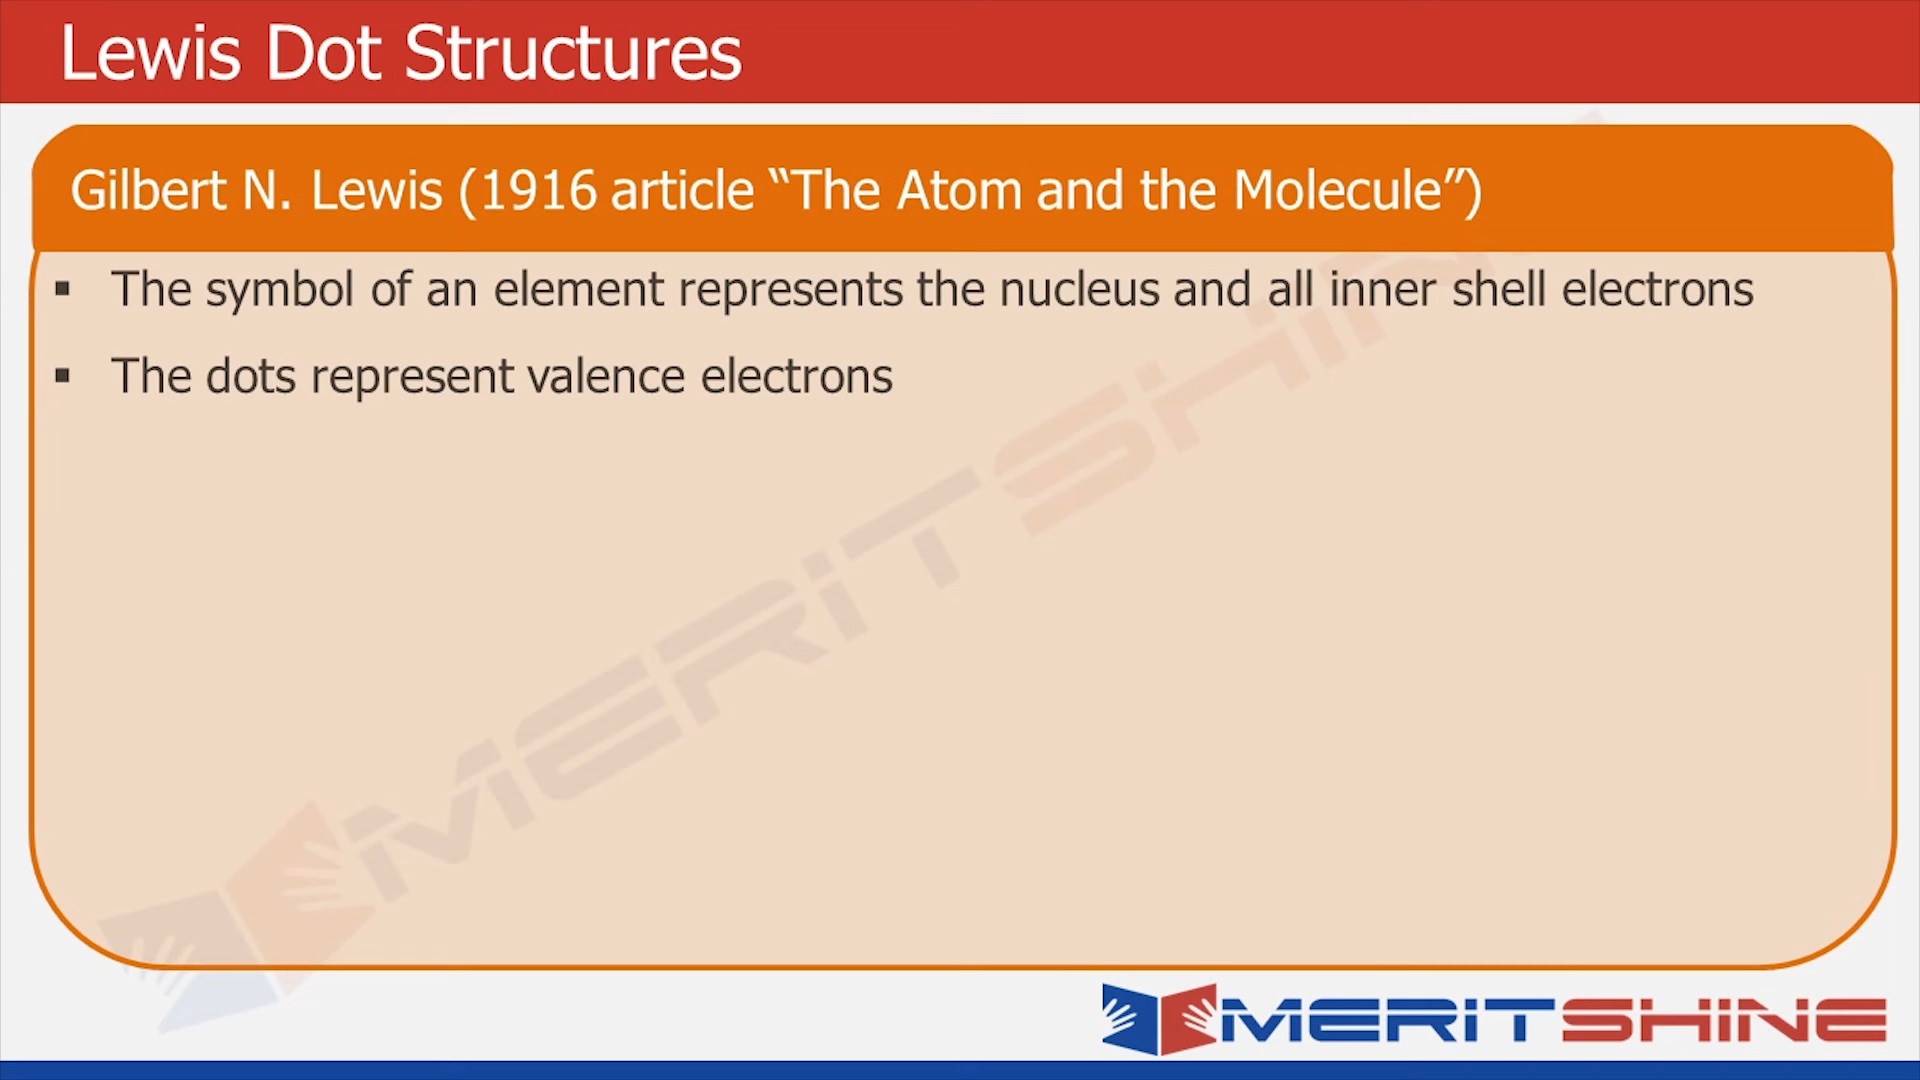 Lewis Dot Structures
Gilbert N. Lewis (1916 article “The Atom and the Molecule”)
▪ The symbol of an element represents the nucleus and all inner shell electrons
▪ The dots represent valence electrons
MERITSHINE
MERITSHINE